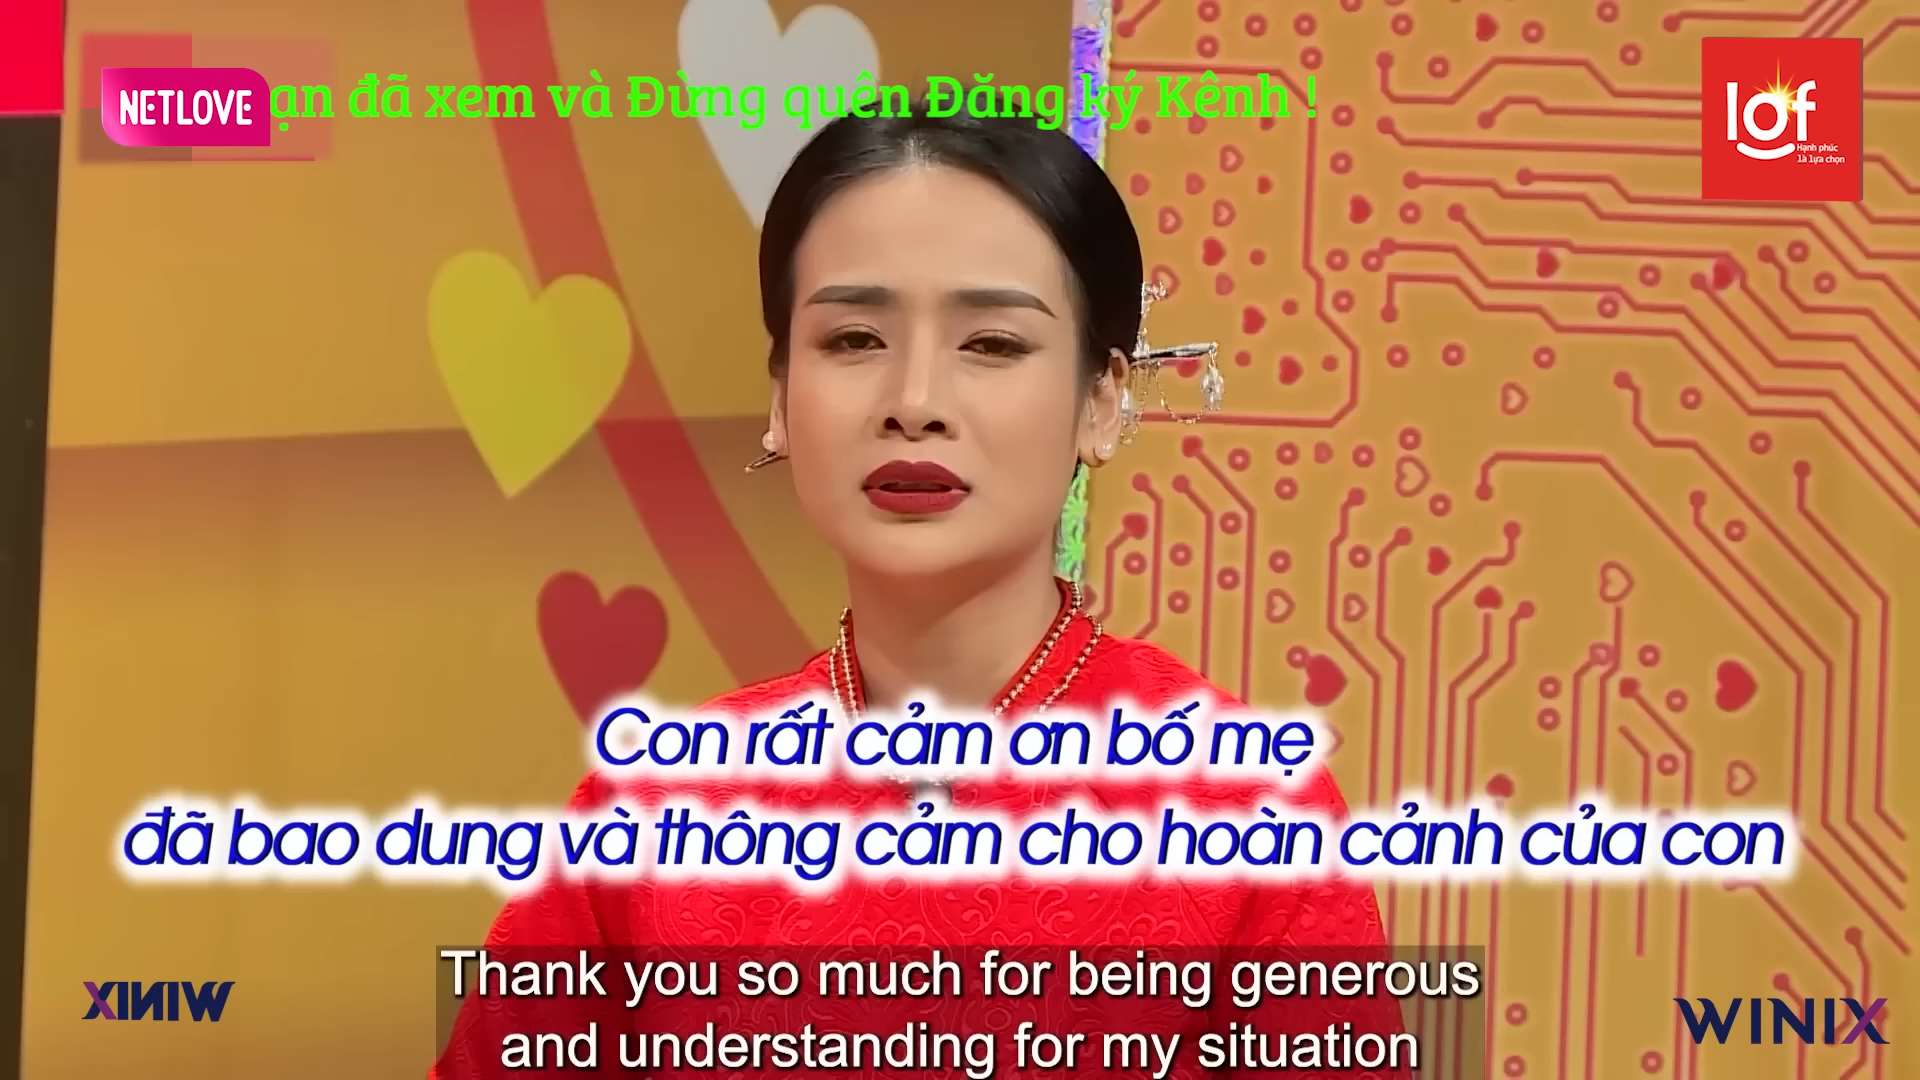 ạn đã xem và Đừng quên Đăng ký Kênh !
NETLOVE
lof
Hạnh phúc
là lựa chọn
Con rất cảm ơn bố mẹ
đã bao dung và thông cảm cho hoàn cảnh của con
Thank you so much for being generous
and understanding for my situation
WINIX
WINIX